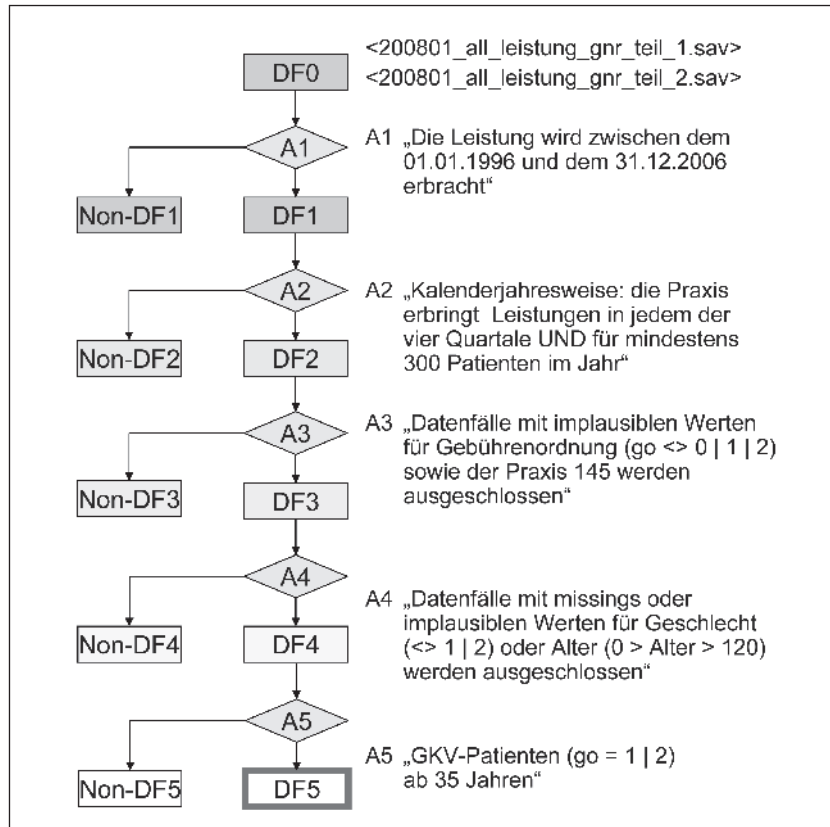 <200801_all_leistung_gnr_teil_1.sav>
DF0
<200801_all_leistung_gnr_teil_2.sav>
A1
A1 „Die Leistung wird zwischen dem
01.01.1996 und dem 31.12.2006
erbracht“
Non-DF1
DF1
A2
A2 „Kalenderjahresweise: die Praxis
erbringt Leistungen in jedem der
vier Quartale UND für mindestens
300 Patienten im Jahr“
Non-DF2
DF2
A3
A3 „Datenfälle mit implausiblen Werten
für Gebührenordnung (go <> 0 | 1 | 2)
sowie der Praxis 145 werden
ausgeschlossen“
Non-DF3
DF3
A4
A4 „Datenfälle mit missings oder
implausiblen Werten für Geschlecht
(<> 1 | 2) oder Alter (0 > Alter > 120)
werden ausgeschlossen“
Non-DF4
DF4
A5
A5 „GKV-Patienten (go = 1 | 2)
ab 35 Jahren“
Non-DF5
DF5